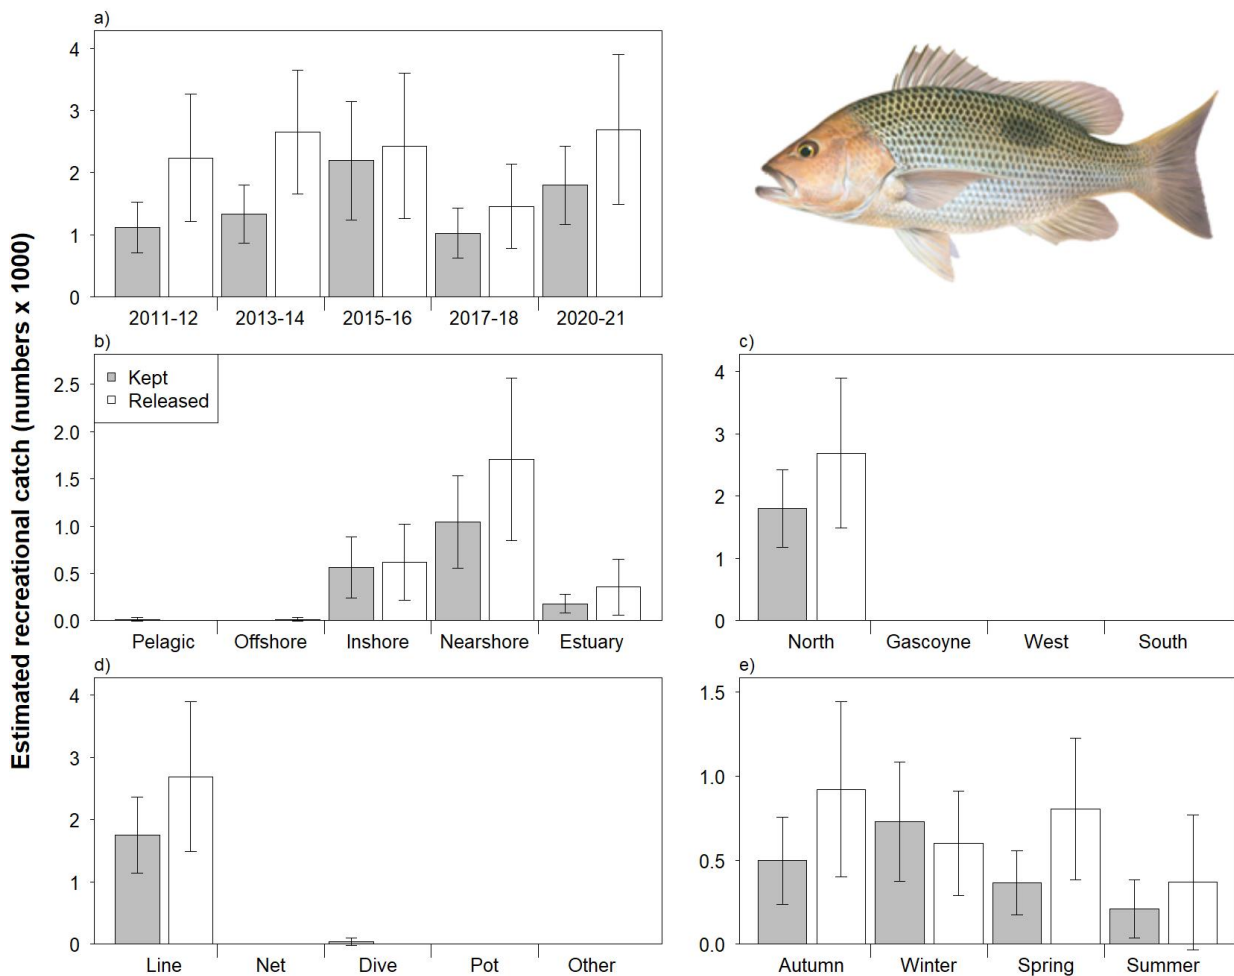 Estimated recreational catch (numbers x 1000)
a)
4
3
2
1
0
2011-12 2013-14 2015-16 2017-18 2020-21
b)
Kept
Released
2.5
2.0
1.5
1.0
0.5
0.0
Pelagic Offshore Inshore Nearshore Estuary
c)
4
3
2
1
0
North Gascoyne West South
d)
4
3
2
1
0
Line Net Dive Pot Other
e)
1.5
1.0
0.5
0.0
Autumn Winter Spring Summer